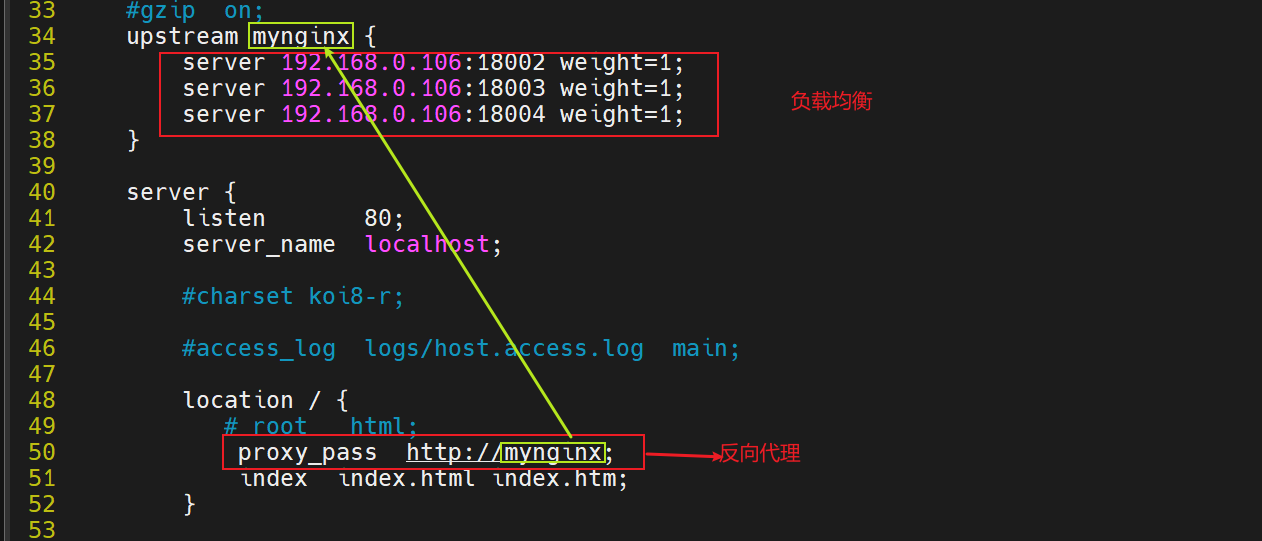 33 #gzip on;
34 upstream mynginx {
35 server 192.168.0.106:18002 weight=1;
36 server 192.168.0.106:18003 weight=1;
负载均衡
37 server 192.168.0.106:18004 weight=1;
38 }
39
40 server {
41 listen 80;
42 server_name localhost;
43
44 #charset koi8-r;
45
46 #access_log logs/host.access.log main;
47
48 location / {
49 # root html;
50 proxy_pass http://mynginx;
反向代理
51 index index.html index.htm;
52 }
53